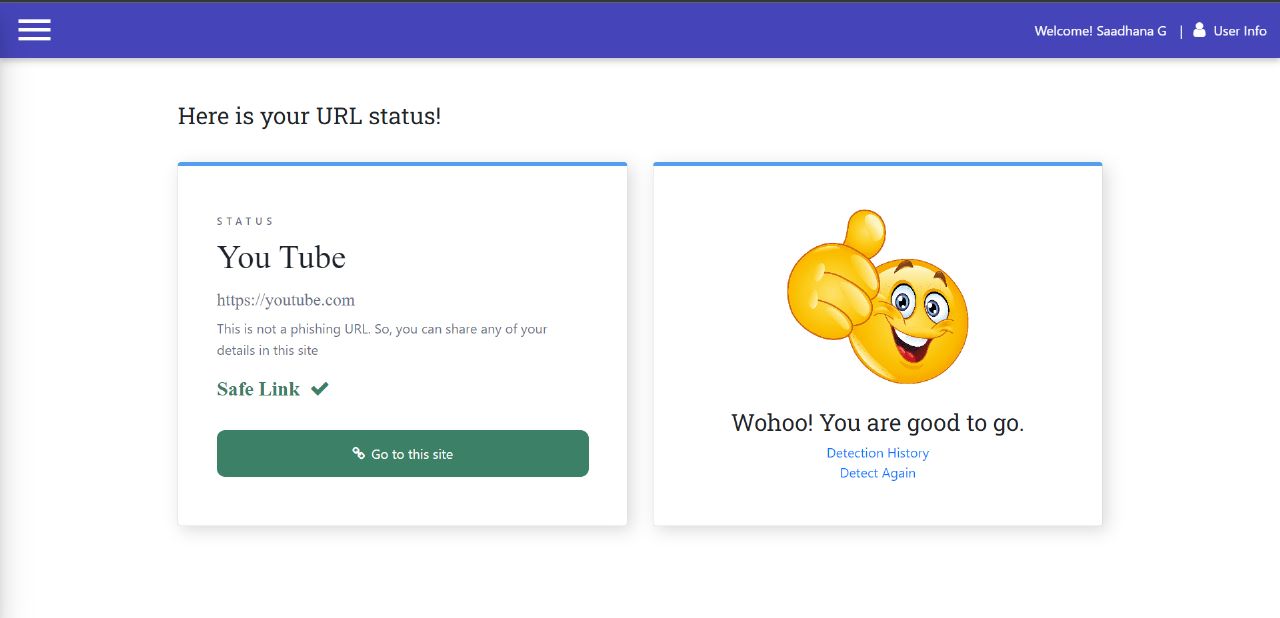 Welcome! Saadhana G | User Info
Here is your URL status!
STATUS
You Tube
https://youtube.com
This is not a phishing URL. So, you can share any of your
details in this site
Safe Link
Go to this site
Wohoo! You are good to go.
Detection History
Detect Again